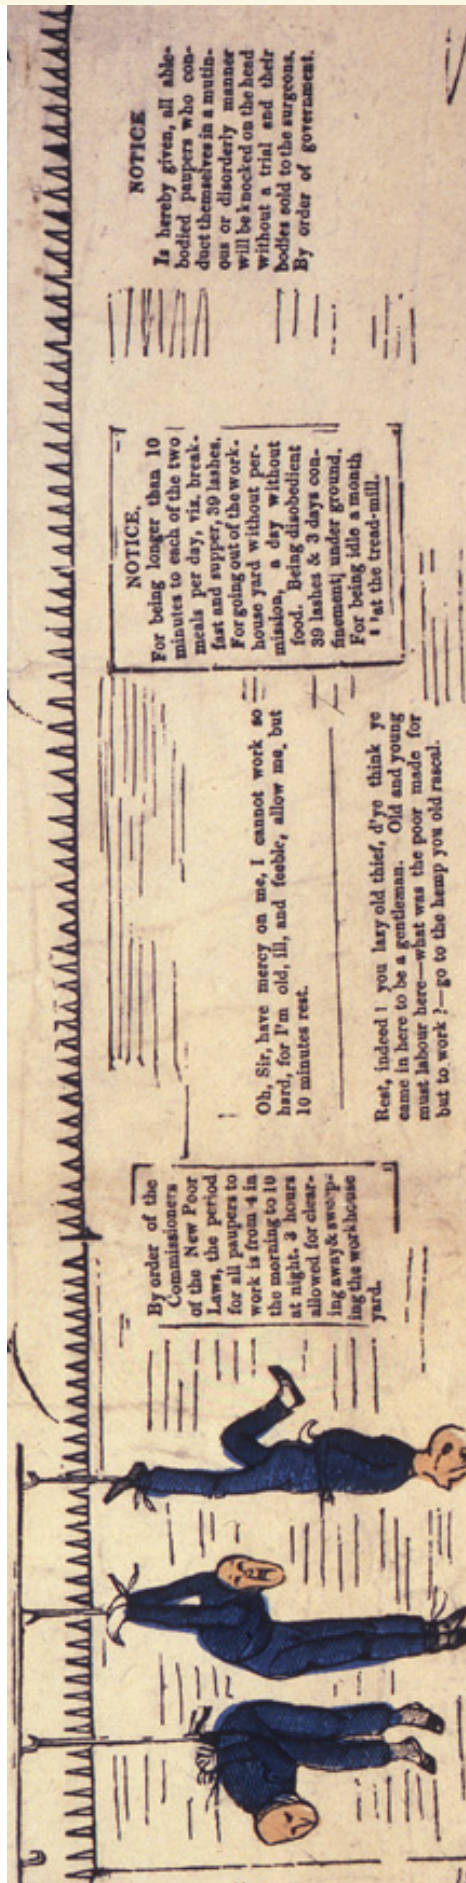 By order of the
Commissioners
of the New Poor
Laws, the period
for all paupers to
work is from 4 in
the morning to 10
at night. 3 hours
allowed for clear-
ing away & sweep-
ing the workhouse
yard.
Oh, Sir, have mercy on me, I cannot work so
hard, for I'm old, ill, and feeble, allow me, but
10 minutes rest.
Rest, indeed! you lazy old thief, d'ye think ye
came in here to be a gentleman. Old and young
must labour here—what was the poor made for
but to work?—go to the hemp you old rascal.
NOTICE.
For being longer than 10
minutes to each of the two
meals per day, viz. break-
fast and supper, 39 lashes.
For going out of the work-
house yard without per-
mission, a day without
food. Being disobedient
39 lashes & 3 days con-
finement; under ground.
For being idle a month
at the tread-mill.
NOTICE
Is hereby given, all able-
bodied paupers who con-
duct themselves in a mutin-
ous or disorderly manner
will be knocked on the head
without a trial and their
bodies sold to the surgeons.
By order of government.